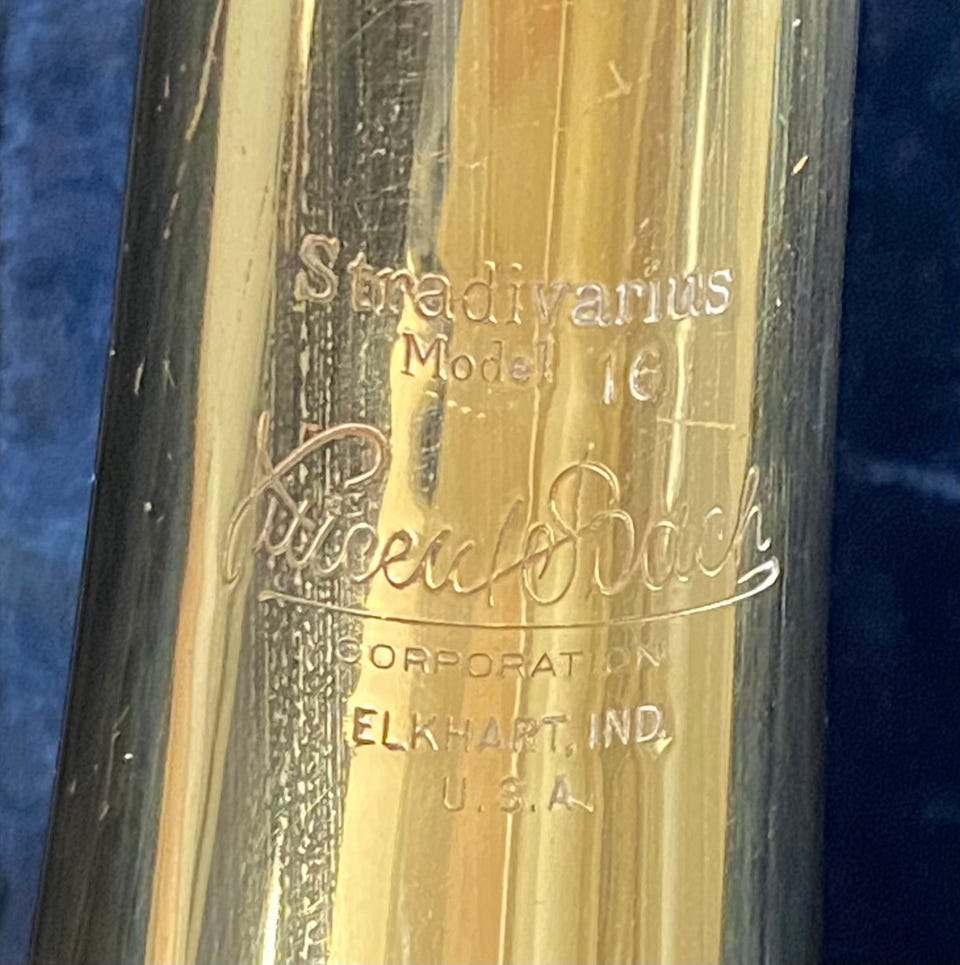 Stradivarius
Model 16
Vincent Bach
CORPORATION
ELKHART, IND.
U.S.A.